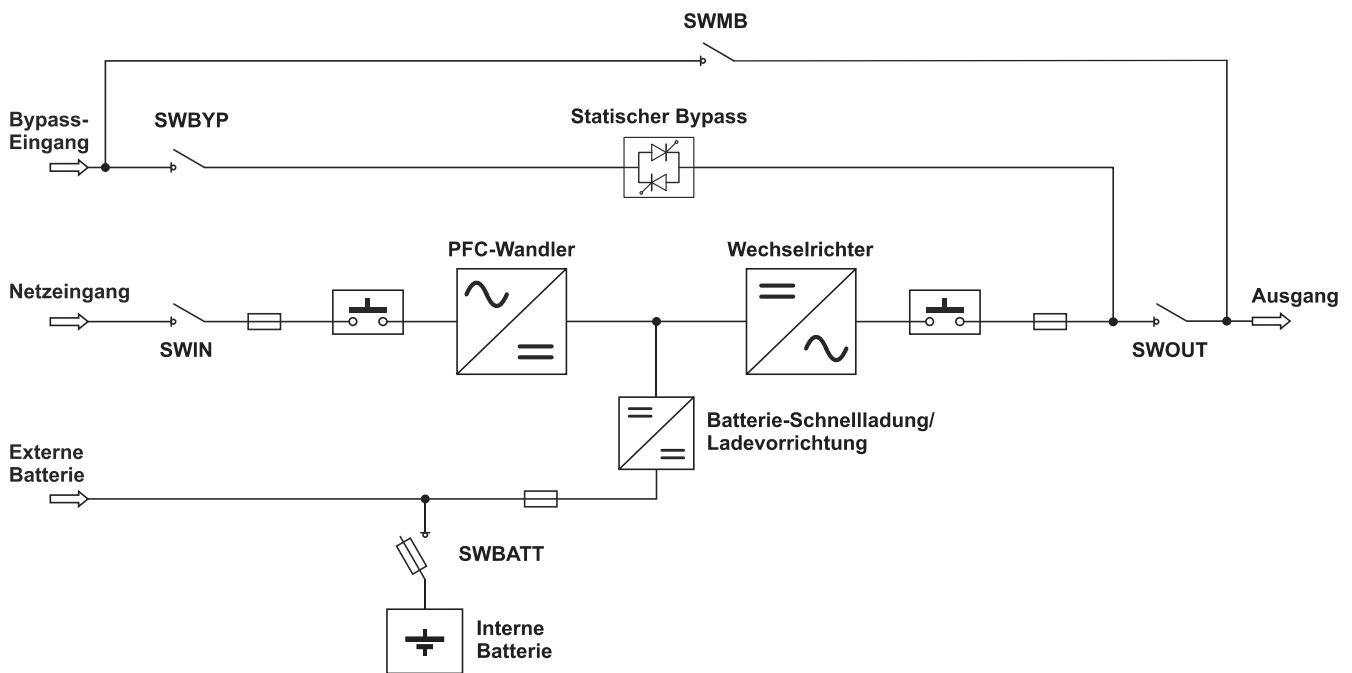 SWMB
Bypass-
Eingang
SWBYP
Statischer Bypass
PFC-Wandler
Wechselrichter
Netzeingang
Ausgang
SWIN
SWOUT
Batterie-Schnellladung/
Ladevorrichtung
Externe
Batterie
SWBATT
Interne
Batterie